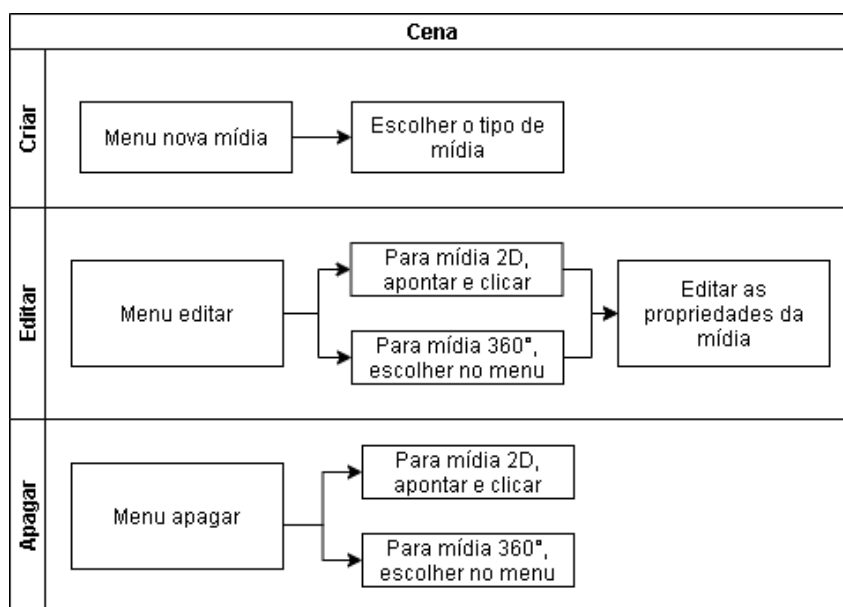 Cena
Criar
Menu nova mídia
Escolher o tipo de
mídia
Editar
Menu editar
Para mídia 2D,
apontar e clicar
Para mídia 360°,
escolher no menu
Editar as
propriedades da
mídia
Apagar
Menu apagar
Para mídia 2D,
apontar e clicar
Para mídia 360°,
escolher no menu